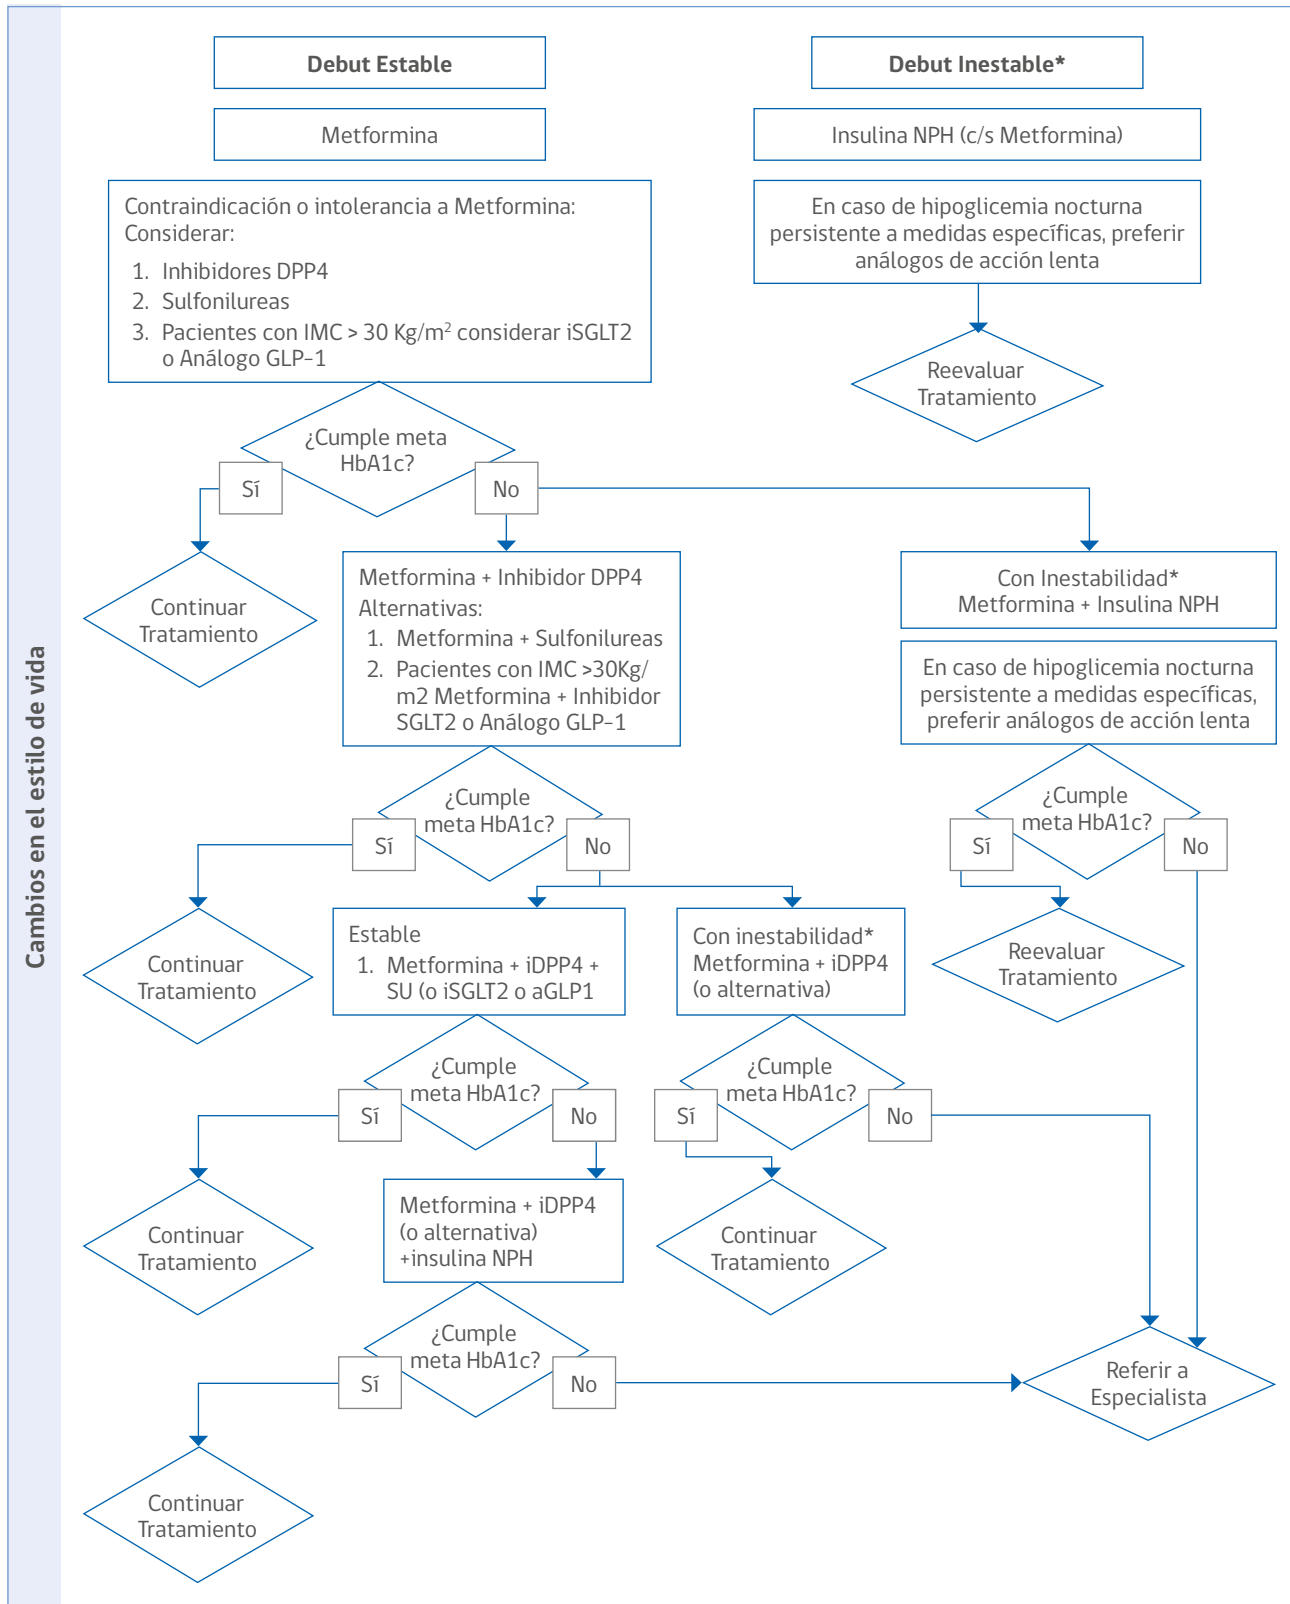 Cambios en el estilo de vida
Debut Estable
Debut Inestable*
Metformina
Insulina NPH (c/s Metformina)
Contraindicación o intolerancia a Metformina:
Considerar:
1. Inhibidores DPP4
2. Sulfonilureas
3. Pacientes con IMC > 30 Kg/m² considerar iSGLT2
o Análogo GLP-1
En caso de hipoglicemia nocturna
persistente a medidas específicas, preferir
análogos de acción lenta
Reevaluar
Tratamiento
¿Cumple meta
HbA1c?
Sí
No
Continuar
Tratamiento
Metformina + Inhibidor DPP4
Alternativas:
1. Metformina + Sulfonilureas
2. Pacientes con IMC >30Kg/
m2 Metformina + Inhibidor
SGLT2 o Análogo GLP-1
Con Inestabilidad*
Metformina + Insulina NPH
En caso de hipoglicemia nocturna
persistente a medidas específicas,
preferir análogos de acción lenta
¿Cumple
meta HbA1c?
Sí
No
¿Cumple
meta HbA1c?
Sí
No
Continuar
Tratamiento
Estable
1. Metformina + iDPP4 +
SU (o iSGLT2 o aGLP1
Con inestabilidad*
Metformina + iDPP4
(o alternativa)
Reevaluar
Tratamiento
¿Cumple
meta HbA1c?
Sí
No
¿Cumple
meta HbA1c?
Sí
No
Continuar
Tratamiento
Metformina + iDPP4
(o alternativa)
+insulina NPH
Continuar
Tratamiento
¿Cumple
meta HbA1c?
Sí
No
Referir a
Especialista
Continuar
Tratamiento